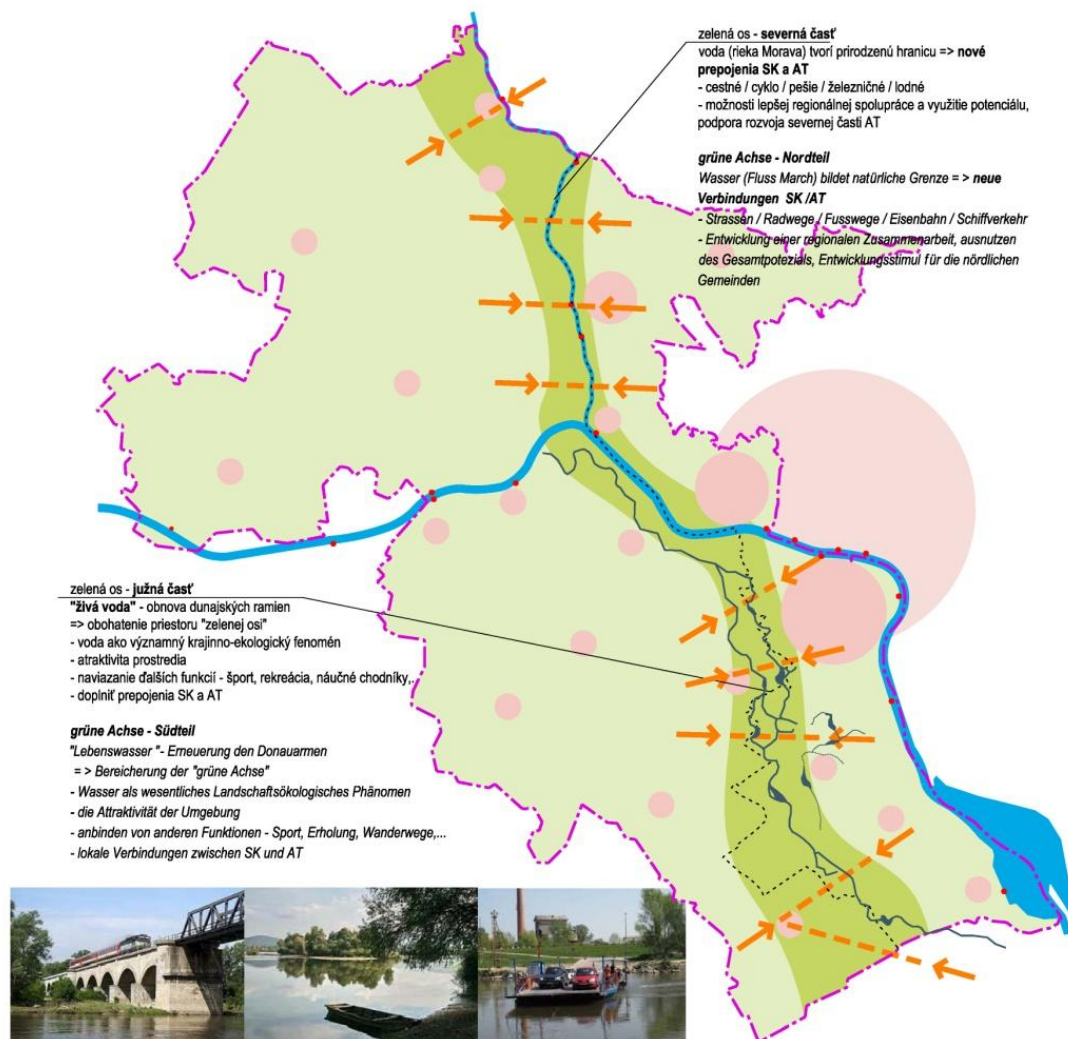 zelená os - severná časť
voda (rieka Morava) tvorí prirodzenú hranicu => nové
prepojenia SK a AT
- cestné / cyklo / pešie / železničné / lodné
- možnosti lepšej regionálnej spolupráce a využitie potenciálu,
podpora rozvoja severnej časti AT
grüne Achse - Nordteil
Wasser (Fluss March) bildet natürliche Grenze = > neue
Verbindungen SK /AT
- Strassen / Radwege / Fusswege / Eisenbahn / Schiffverkehr
- Entwicklung einer regionalen Zusammenarbeit, ausnutzen
des Gesamtpotezials, Entwicklungsstimul für die nördlichen
Gemeinden
zelená os - južná časť
"živá voda" - obnova dunajských ramien
=> obohatenie priestoru "zelenej osi"
- voda ako významný krajinno-ekologický fenomén
- atraktivita prostredia
- naviazanie ďalších funkcií - šport, rekreácia, náučné chodníky,..
- doplniť prepojenia SK a AT
grüne Achse - Südteil
"Lebenswasser "- Erneuerung den Donauarmen
= > Bereicherung der "grüne Achse"
- Wasser als wesentliches Landschaftsökologisches Phänomen
- die Attraktivität der Umgebung
- anbinden von anderen Funktionen - Sport, Erholung, Wanderwege,...
- lokale Verbindungen zwischen SK und AT